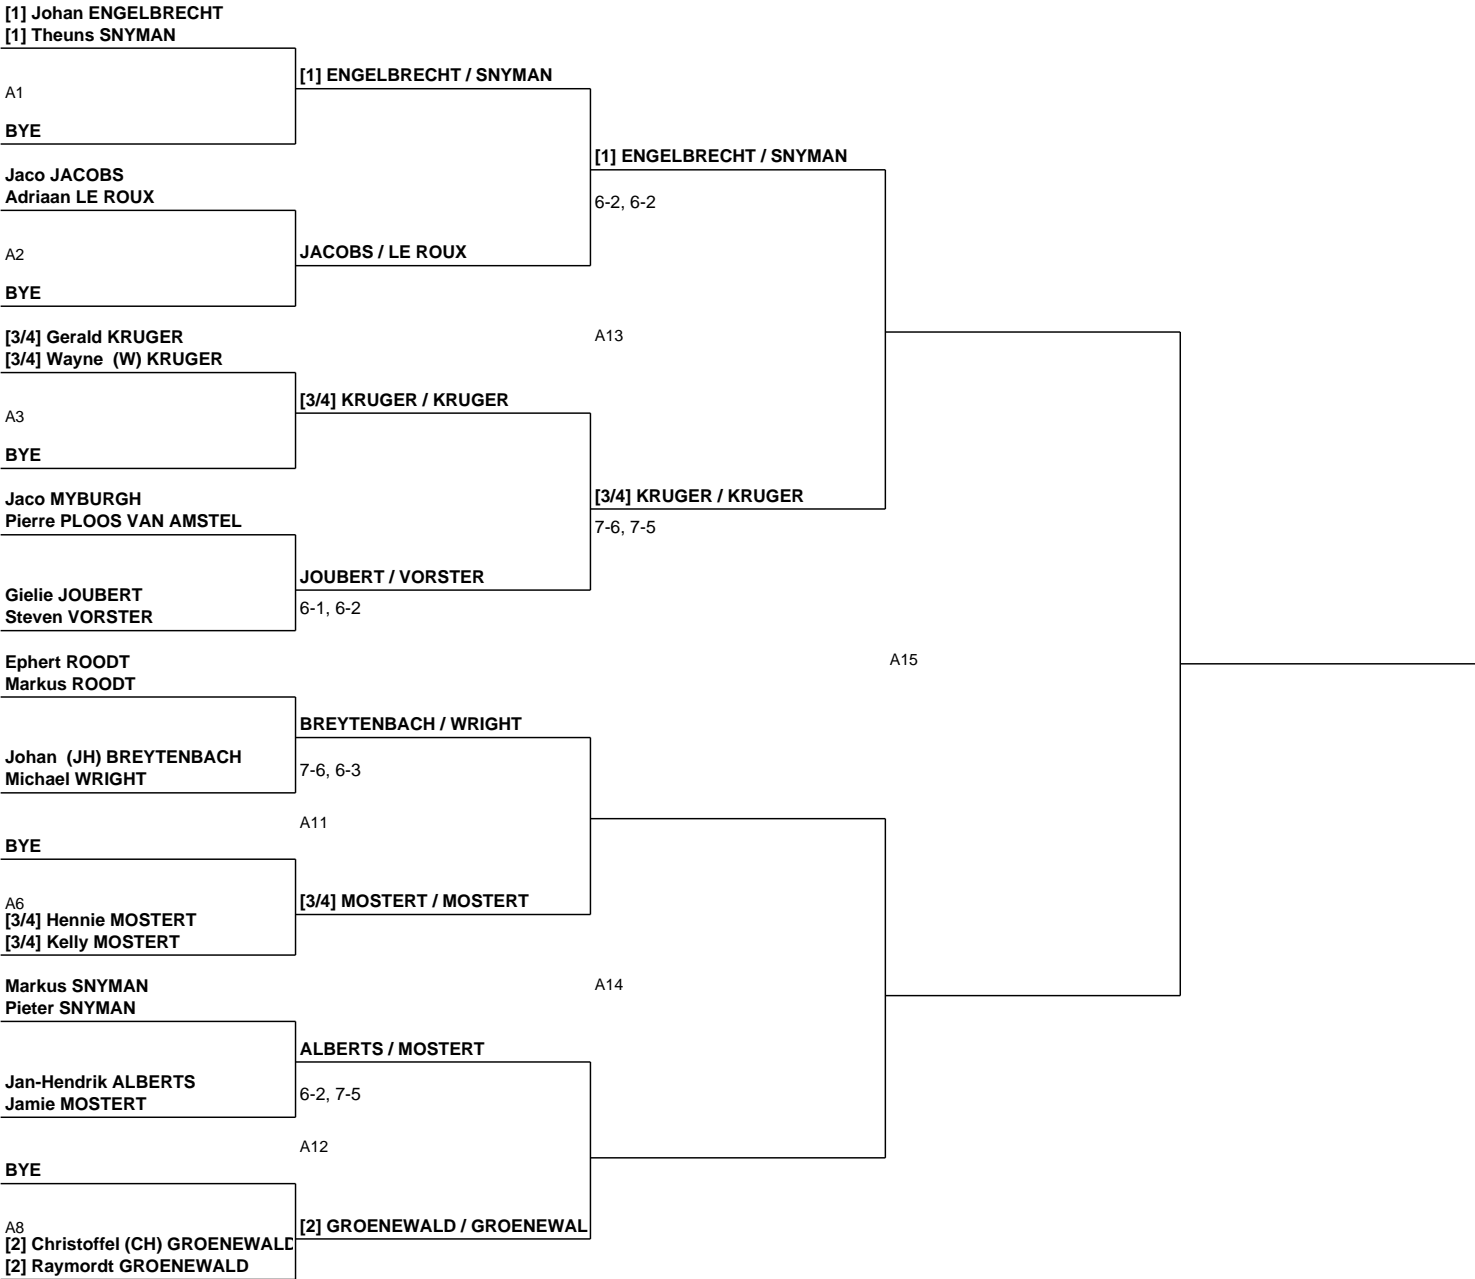 [1] Johan ENGELBRECHT
[1] Theuns SNYMAN
[1] ENGELBRECHT / SNYMAN
A1
BYE
[1] ENGELBRECHT / SNYMAN
Jaco JACOBS
Adriaan LE ROUX
6-2, 6-2
A2
JACOBS / LE ROUX
BYE
[3/4] Gerald KRUGER
[3/4] Wayne  (W) KRUGER
A13
[3/4] KRUGER / KRUGER
A3
BYE
Jaco MYBURGH
Pierre PLOOS VAN AMSTEL
[3/4] KRUGER / KRUGER
7-6, 7-5
JOUBERT / VORSTER
Gielie JOUBERT
Steven VORSTER
6-1, 6-2
Ephert ROODT
Markus ROODT
A15
BREYTENBACH / WRIGHT
Johan  (JH) BREYTENBACH
Michael WRIGHT
7-6, 6-3
A11
BYE
A6
[3/4] MOSTERT / MOSTERT
[3/4] Hennie MOSTERT
[3/4] Kelly MOSTERT
Markus SNYMAN
Pieter SNYMAN
A14
ALBERTS / MOSTERT
Jan-Hendrik ALBERTS
Jamie MOSTERT
6-2, 7-5
A12
BYE
A8
[2] GROENEWALD / GROENEWAL
[2] Christoffel (CH) GROENEWALD
[2] Raymordt GROENEWALD